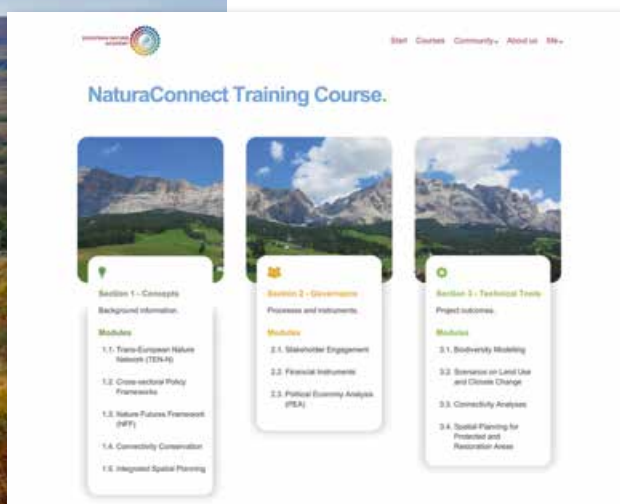 EUROPEAN NATURE
ACADEMY
Start Courses Community About us Me
NaturaConnect Training Course.
Section 1 - Concepts
Background information.
Modules
1.1. Trans-European Nature
Network (TEN-N)
1.2. Cross-sectoral Policy
Frameworks
1.3. Nature Futures Framework
(NFF)
1.4. Connectivity Conservation
1.5. Integrated Spatial Planning
Section 2 - Governance
Processes and instruments.
Modules
2.1. Stakeholder Engagement
2.2. Financial Instruments
2.3. Political Economy Analysis
(PEA)
Section 3 - Technical Tools
Project outcomes.
Modules
3.1. Biodiversity Modelling
3.2. Scenarios on Land Use
and Climate Change
3.3. Connectivity Analyses
3.4. Spatial Planning for
Protected and
Restoration Areas